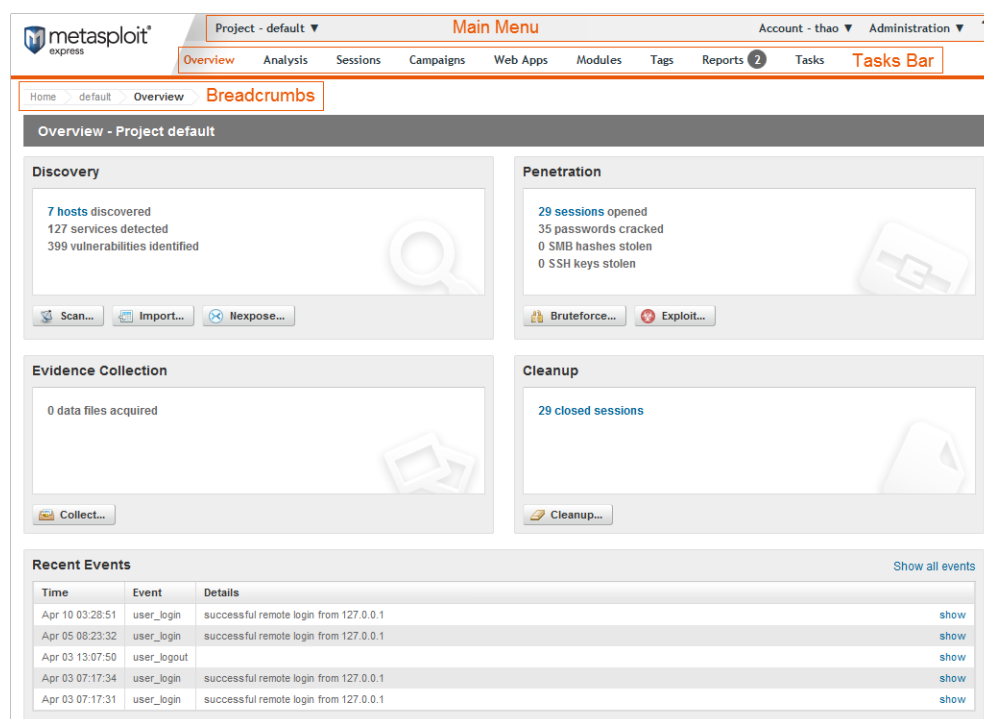 metasploit®
express
Project - default ▼
Main Menu
Account - thao ▼
Administration ▼
Overview
Analysis
Sessions
Campaigns
Web Apps
Modules
Tags
Reports 2
Tasks
Tasks Bar
Home
default
Overview
Breadcrumbs
Overview - Project default
Discovery
7 hosts discovered
127 services detected
399 vulnerabilities identified
Scan...
Import...
Nexpose...
Penetration
29 sessions opened
35 passwords cracked
0 SMB hashes stolen
0 SSH keys stolen
Bruteforce...
Exploit...
Evidence Collection
0 data files acquired
Collect...
Cleanup
29 closed sessions
Cleanup...
Recent Events
Show all events
Time Event Details
Apr 10 03:28:51 user_login successful remote login from 127.0.0.1 show
Apr 05 08:23:32 user_login successful remote login from 127.0.0.1 show
Apr 03 13:07:50 user_logout show
Apr 03 07:17:34 user_login successful remote login from 127.0.0.1 show
Apr 03 07:17:31 user_login successful remote login from 127.0.0.1 show